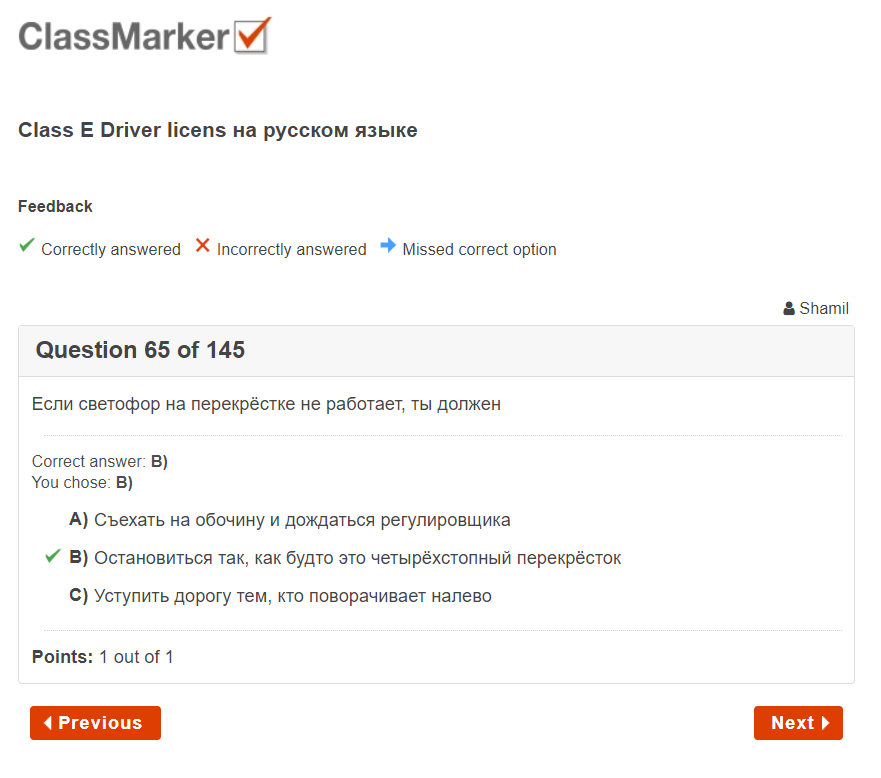 ClassMarker
Class E Driver licens на русском языке
Feedback
Correctly answered Incorrectly answered Missed correct option
Shamil
Question 65 of 145
Если светофор на перекрёстке не работает, ты должен
Correct answer: B)
You chose: B)
A) Съехать на обочину и дождаться регулировщика
B) Остановиться так, как будто это четырёхстопный перекрёсток
C) Уступить дорогу тем, кто поворачивает налево
Points: 1 out of 1
Previous Next